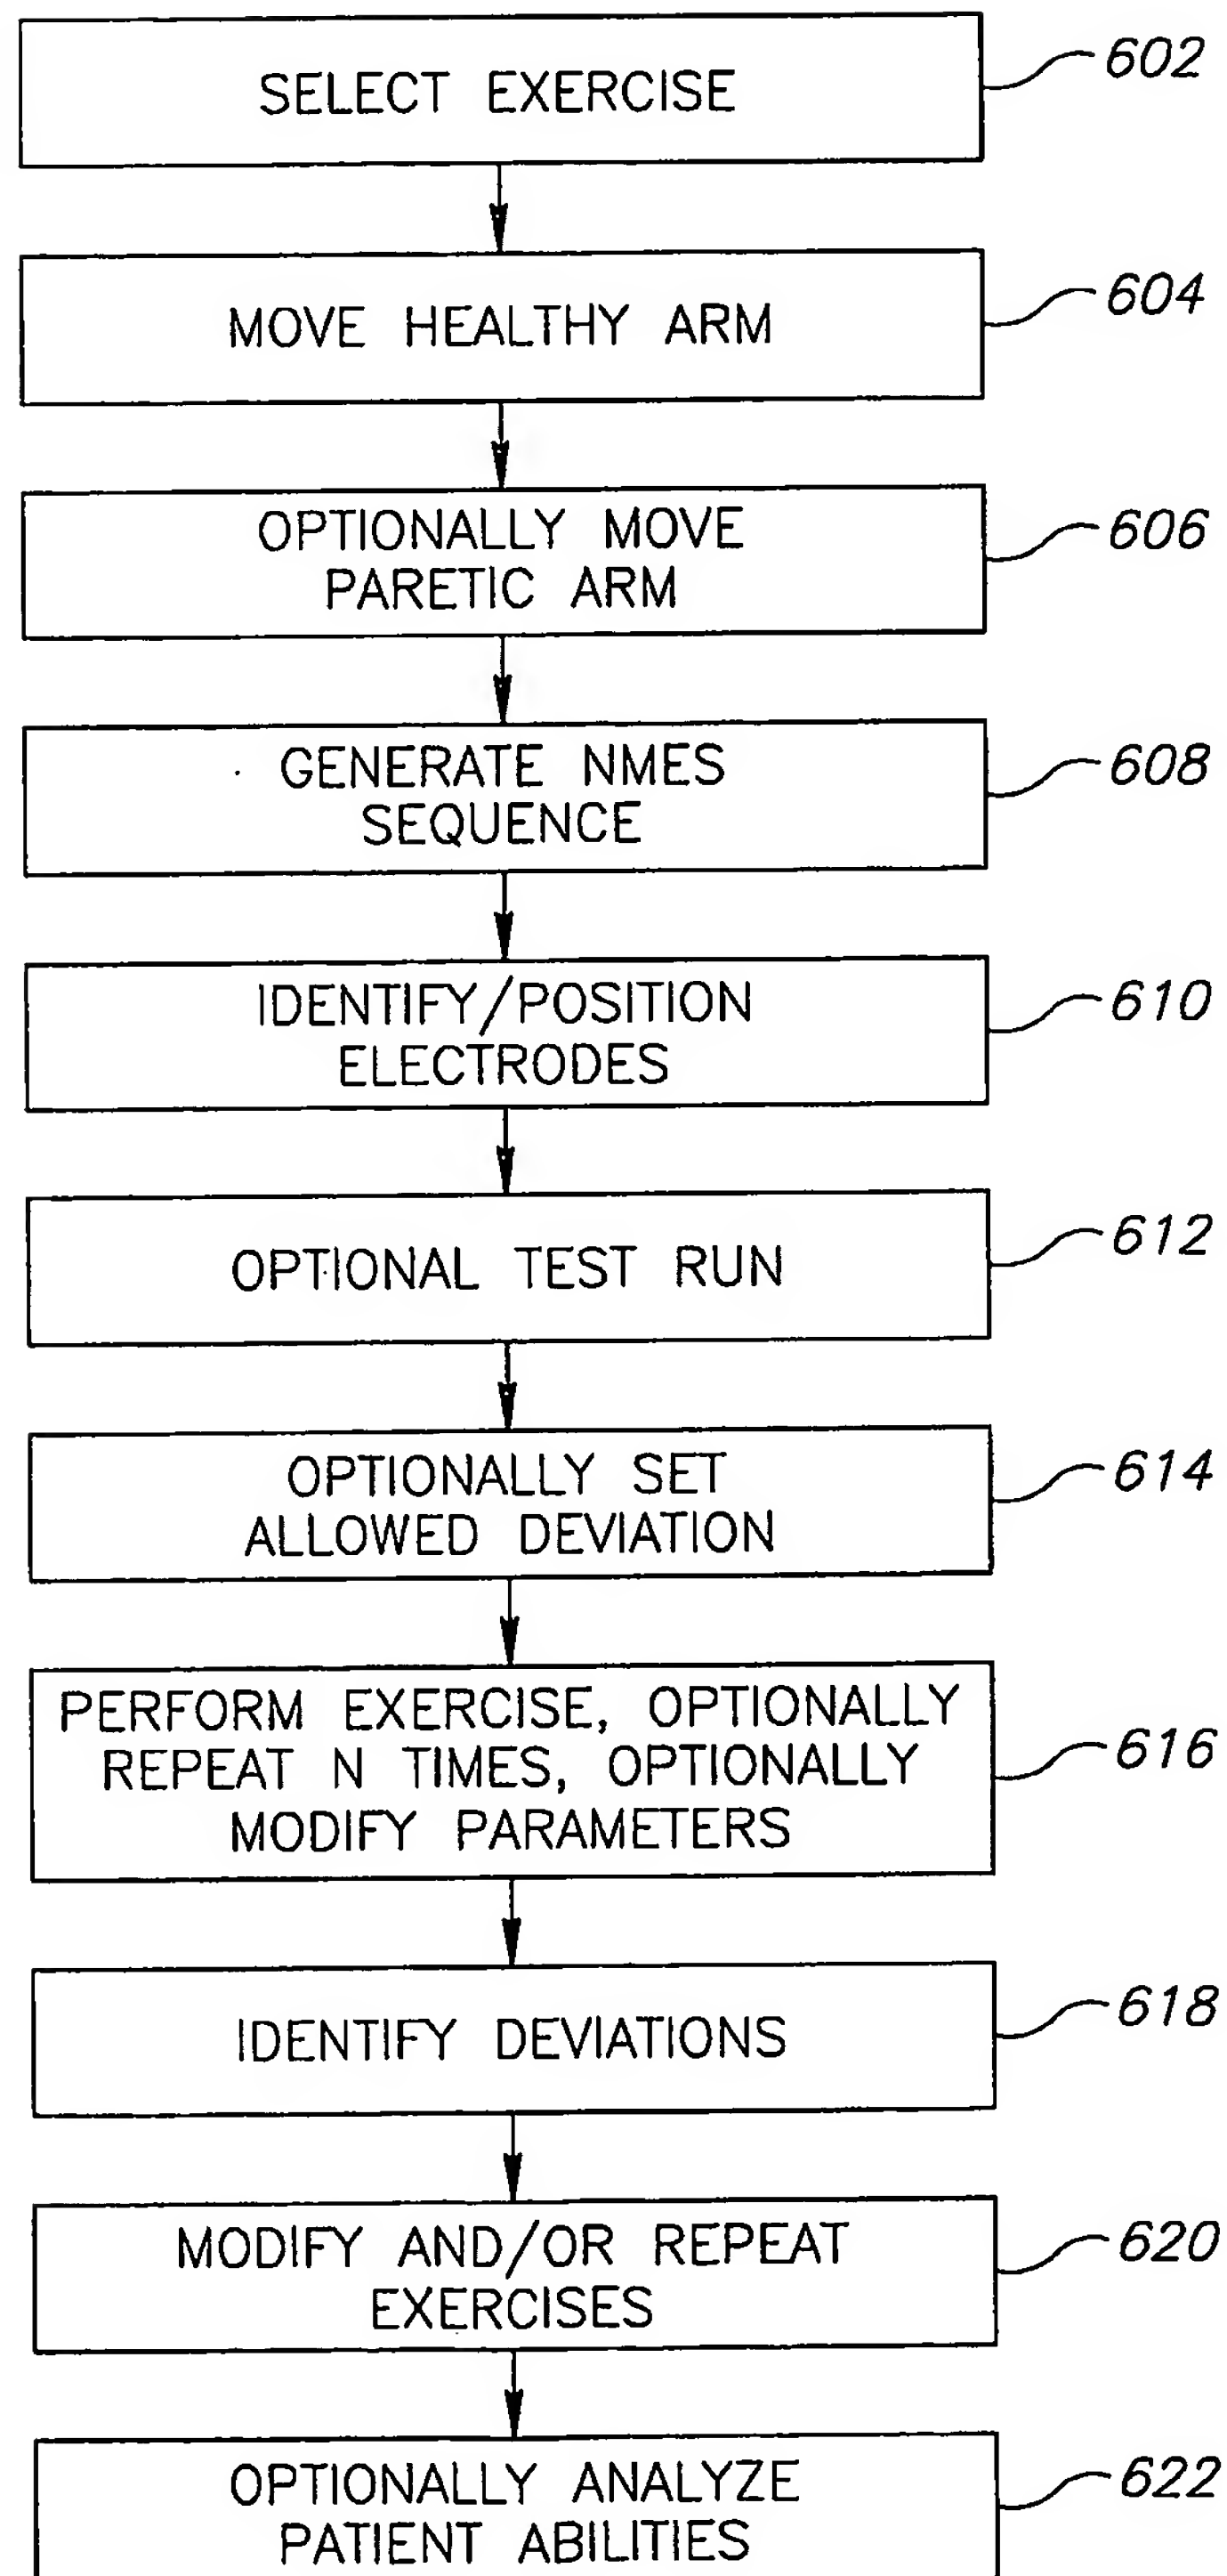 SELECT EXERCISE
602
MOVE HEALTHY ARM
604
OPTIONALLY MOVE
PARETIC ARM
606
GENERATE NMES
SEQUENCE
608
IDENTIFY/POSITION
ELECTRODES
610
OPTIONAL TEST RUN
612
OPTIONALLY SET
ALLOWED DEVIATION
614
PERFORM EXERCISE, OPTIONALLY
REPEAT N TIMES, OPTIONALLY
MODIFY PARAMETERS
616
IDENTIFY DEVIATIONS
618
MODIFY AND/OR REPEAT
EXERCISES
620
OPTIONALLY ANALYZE
PATIENT ABILITIES
622